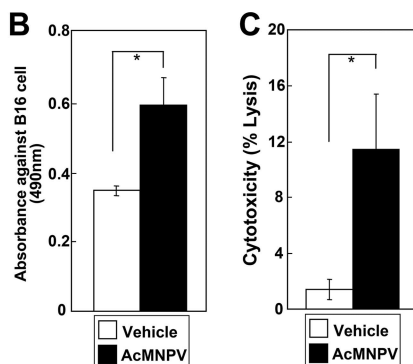 B
Absorbance against B16 cell
(490nm)
0.8
0.6
0.4
0.2
0
*
Vehicle
AcMNPV
C
Cytotoxicity (% Lysis)
20
16
12
8
4
0
*
Vehicle
AcMNPV